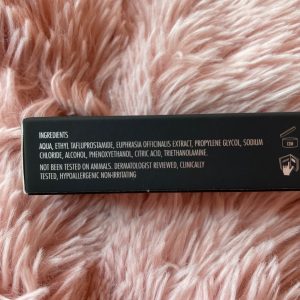 INGREDIENTS
AQUA, ETHYL TAFLUPROSTAMIDE, EUPHRASIA OFFICINALIS EXTRACT, PROPYLENE GLYCOL, SODIUM
CHLORIDE, ALCOHOL, PHENOXYETHANOL, CITRIC ACID, TRIETHANOLAMINE.
NOT BEEN TESTED ON ANIMALS. DERMATOLOGIST REVIEWED, CLINICALLY
TESTED, HYPOALLERGENIC NON-IRRITATING